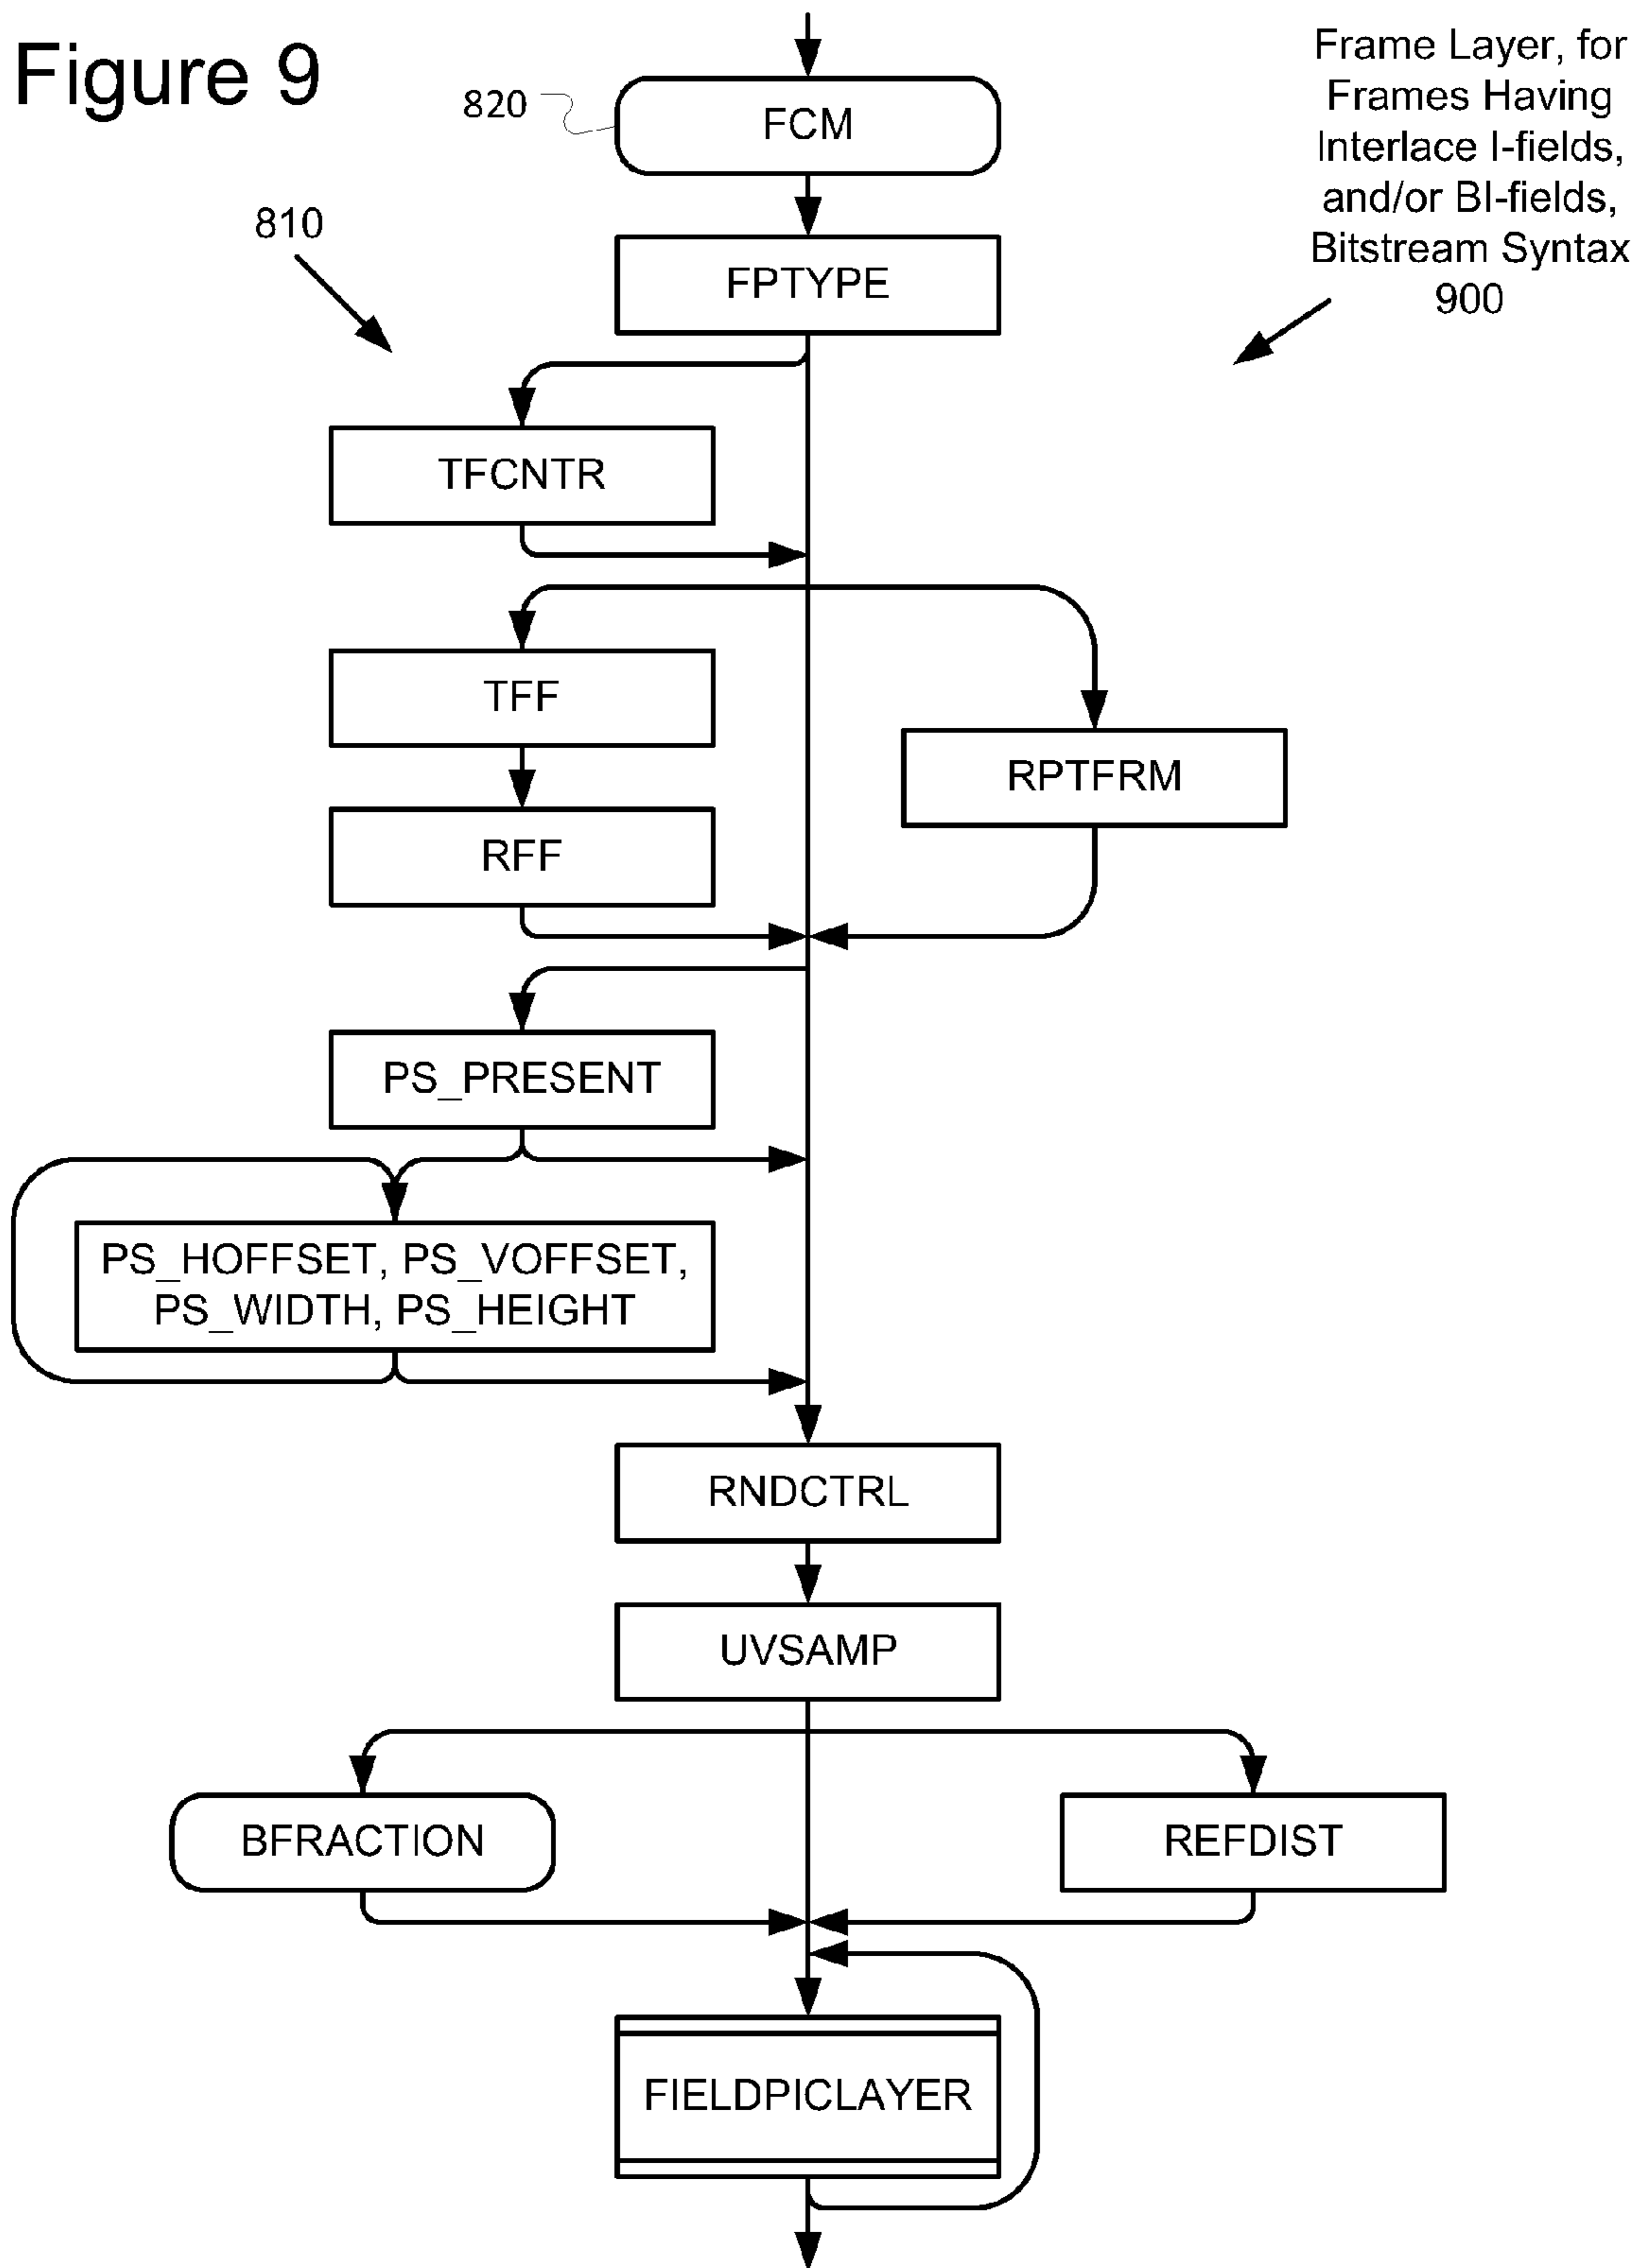 Figure 9
Frame Layer, for
Frames Having
Interlace I-fields,
and/or BI-fields,
Bitstream Syntax
900
820
FCM
810
FPTYPE
TFCNTR
TFF
RPTFRM
RFF
PS_PRESENT
PS_HOFFSET, PS_VOFFSET,
PS_WIDTH, PS_HEIGHT
RNDCTRL
UVSAMP
BFRACTION
REFDIST
FIELDPICLAYER